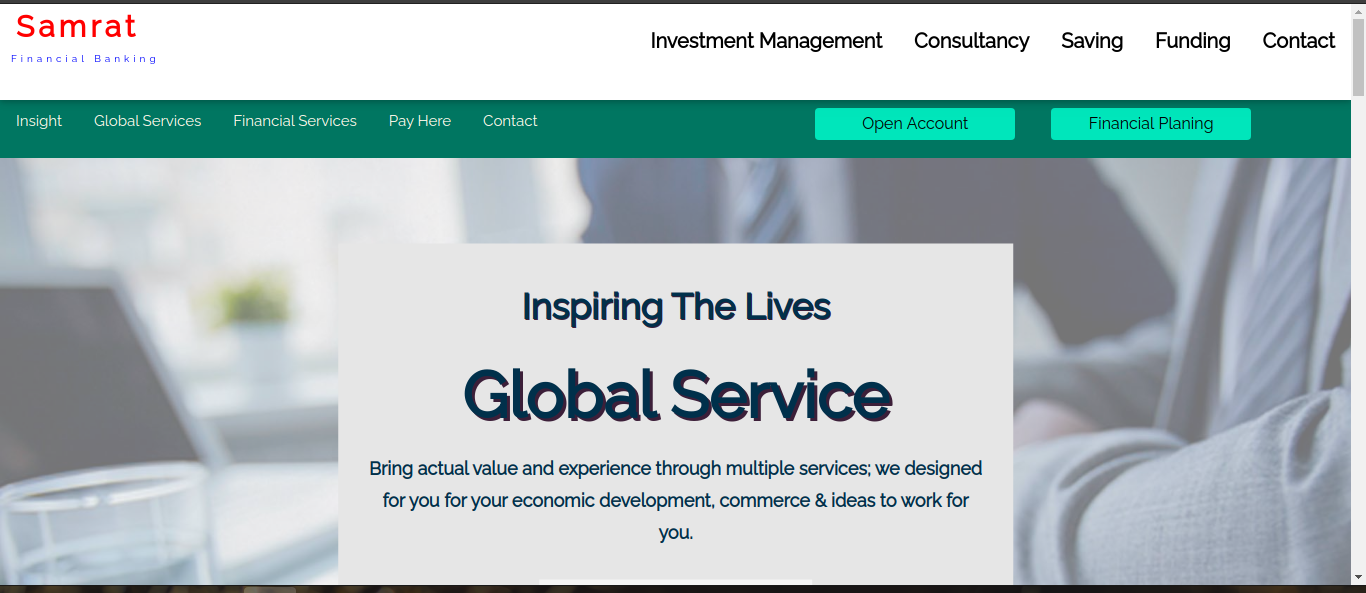 Samrat
Financial Banking
Investment Management Consultancy Saving Funding Contact
Insight Global Services Financial Services Pay Here Contact Open Account Financial Planing
Inspiring The Lives
Global Service
Bring actual value and experience through multiple services; we designed
for you for your economic development, commerce & ideas to work for
you.